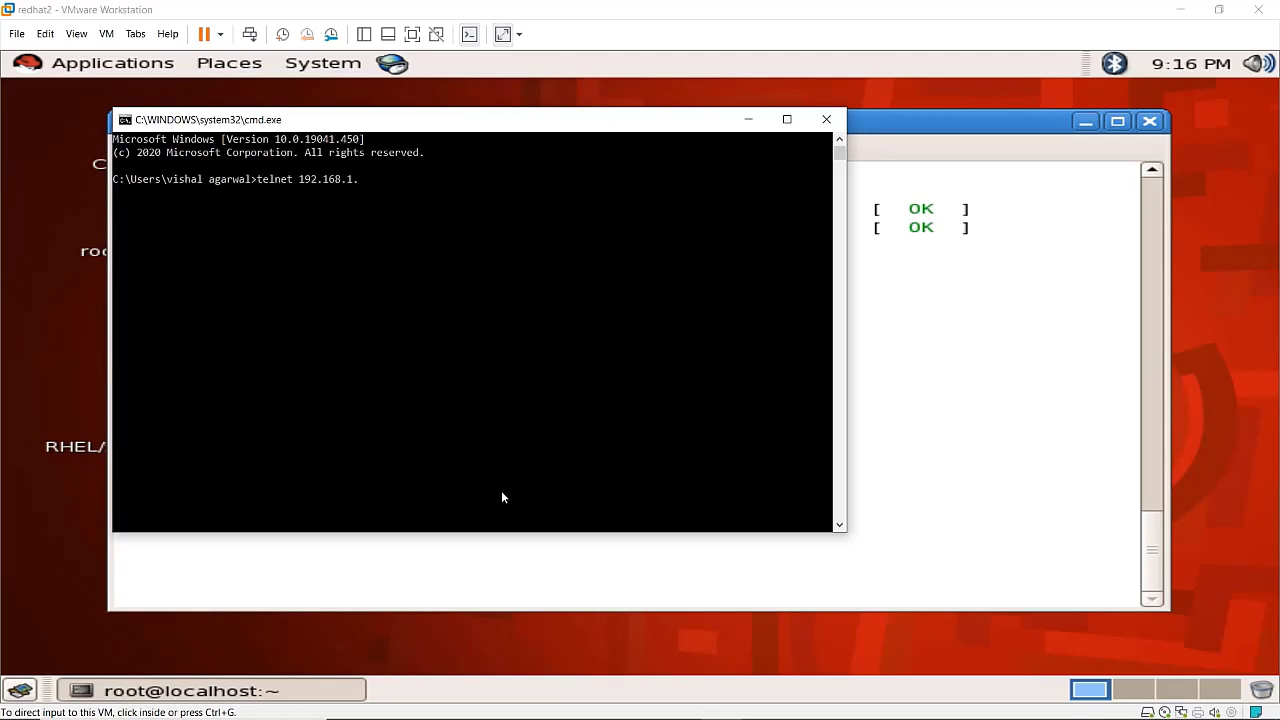 redhat2 - VMware Workstation
File Edit View VM Tabs Help
Applications Places System 9:16 PM
C:\WINDOWS\system32\cmd.exe
Microsoft Windows [Version 10.0.19041.450]
(c) 2020 Microsoft Corporation. All rights reserved.
C:\Users\vishal agarwal>telnet 192.168.1.
[ OK ]
[ OK ]
RHEL/
root@localhost:~
To direct input to this VM, click inside or press Ctrl+G.